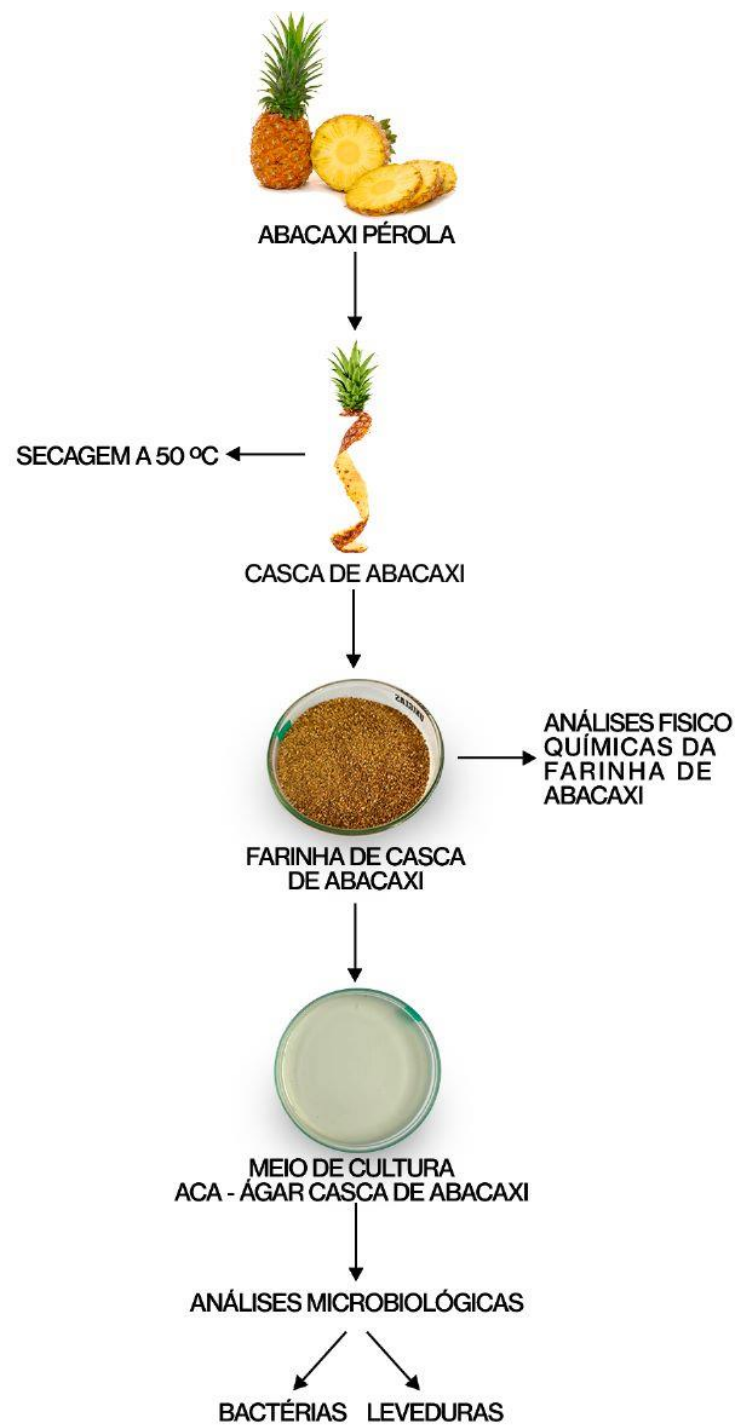 ABACAXI PÉROLA
SECAGEM A 50 ºC
CASCA DE ABACAXI
ANÁLISES FISICO
QUÍMICAS DA
FARINHA DE
ABACAXI
FARINHA DE CASCA
DE ABACAXI
MEIO DE CULTURA
ACA - ÁGAR CASCA DE ABACAXI
ANÁLISES MICROBIOLÓGICAS
BACTÉRIAS LEVEDURAS